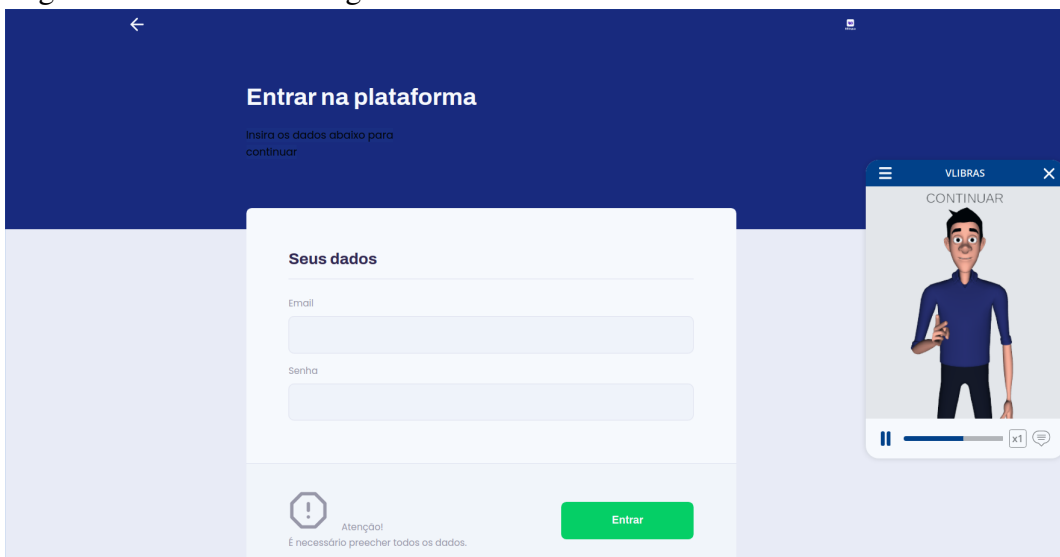 Entrar na plataforma
Insira os dados abaixo para
continuar
VLIBRAS
CONTINUAR
Seus dados
Email
Senha
x1
Atenção!
É necessário preecher todos os dados.
Entrar